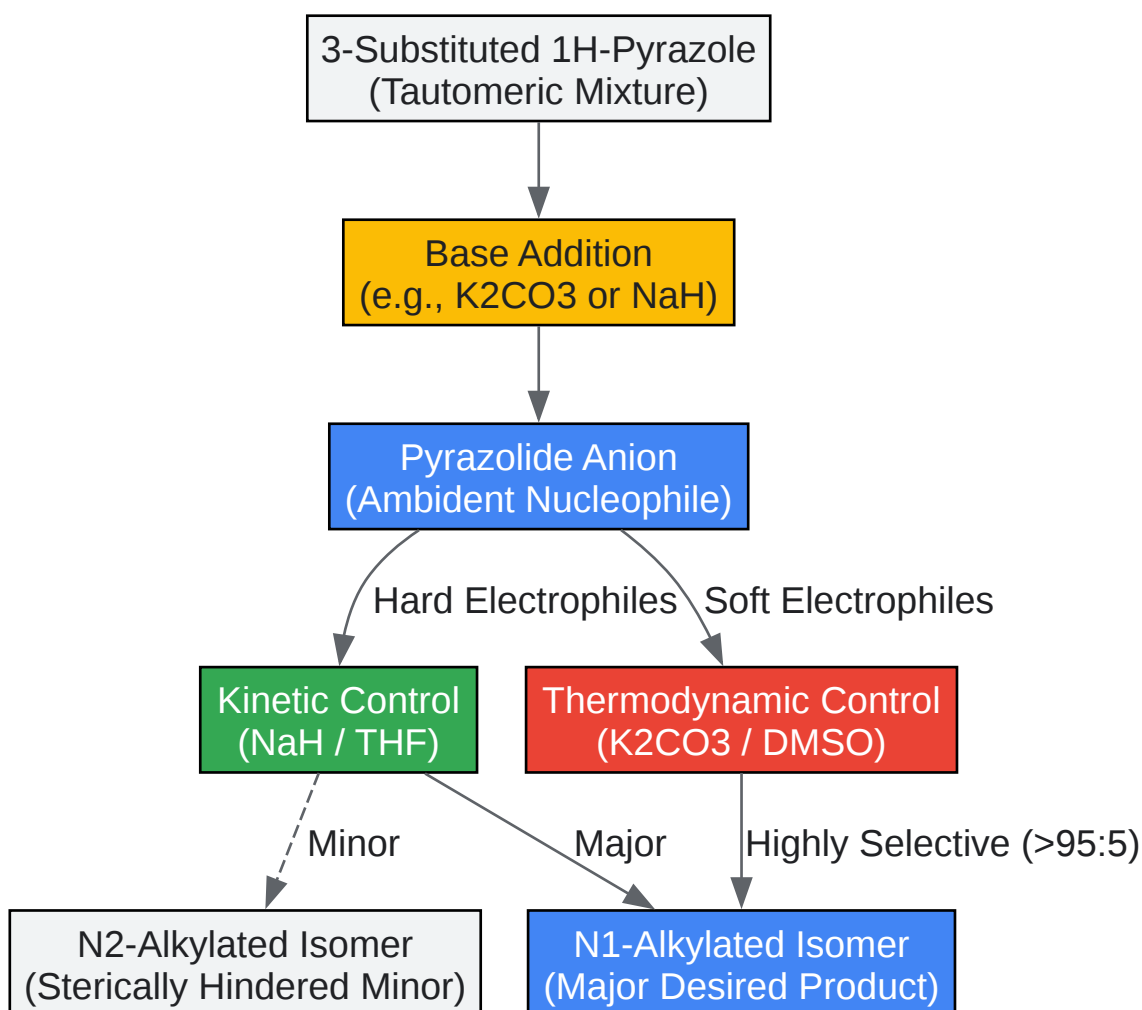 3-Substituted 1H-Pyrazole
(Tautomeric Mixture)
Base Addition
(e.g., K2CO3 or NaH)
Pyrazolide Anion
(Ambident Nucleophile)
Hard Electrophiles
Soft Electrophiles
Kinetic Control
(NaH / THF)
Thermodynamic Control
(K2CO3 / DMSO)
Minor
Major
Highly Selective (>95:5)
N2-Alkylated Isomer
(Sterically Hindered Minor)
N1-Alkylated Isomer
(Major Desired Product)